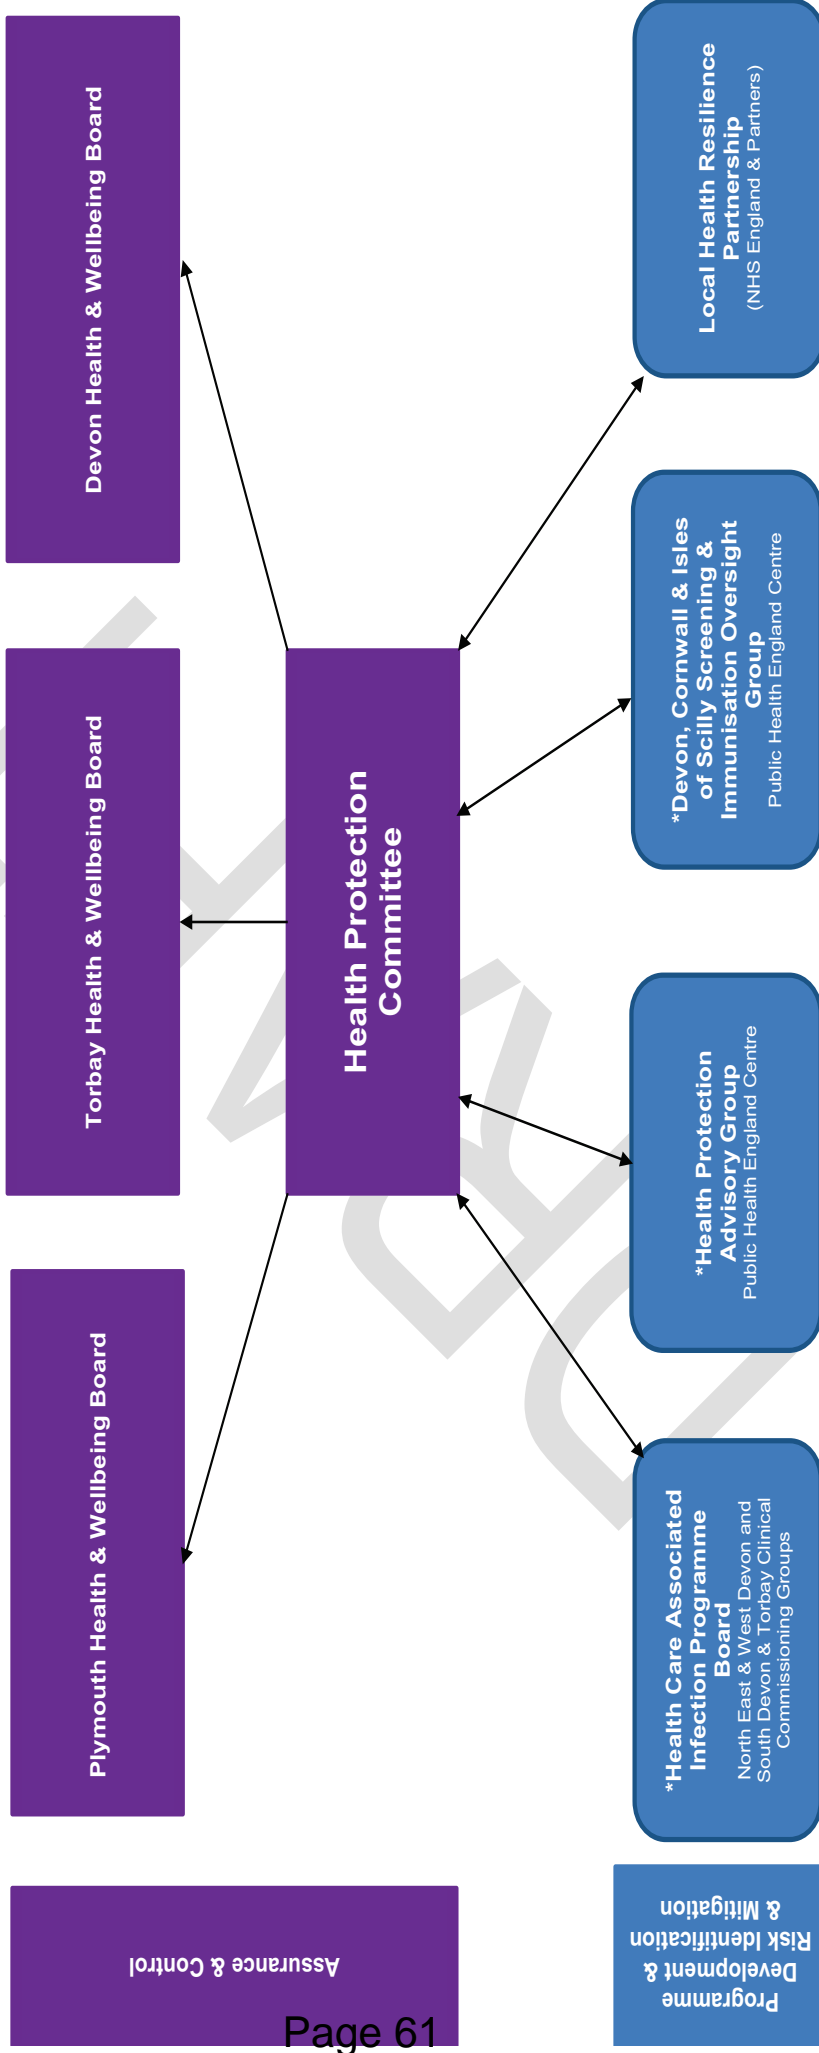 Plymouth Health & Wellbeing Board
Torbay Health & Wellbeing Board
Devon Health & Wellbeing Board
Assurance & Control
Health Protection
Committee
Programme
Development &
Risk Identification
& Mitigation
*Health Care Associated
Infection Programme
Board
North East & West Devon and
South Devon & Torbay Clinical
Commissioning Groups
*Health Protection
Advisory Group
Public Health England Centre
*Devon, Cornwall & Isles
of Scilly Screening &
Immunisation Oversight
Group
Public Health England Centre
Local Health Resilience
Partnership
(NHS England & Partners)
DRAFT
Page 61